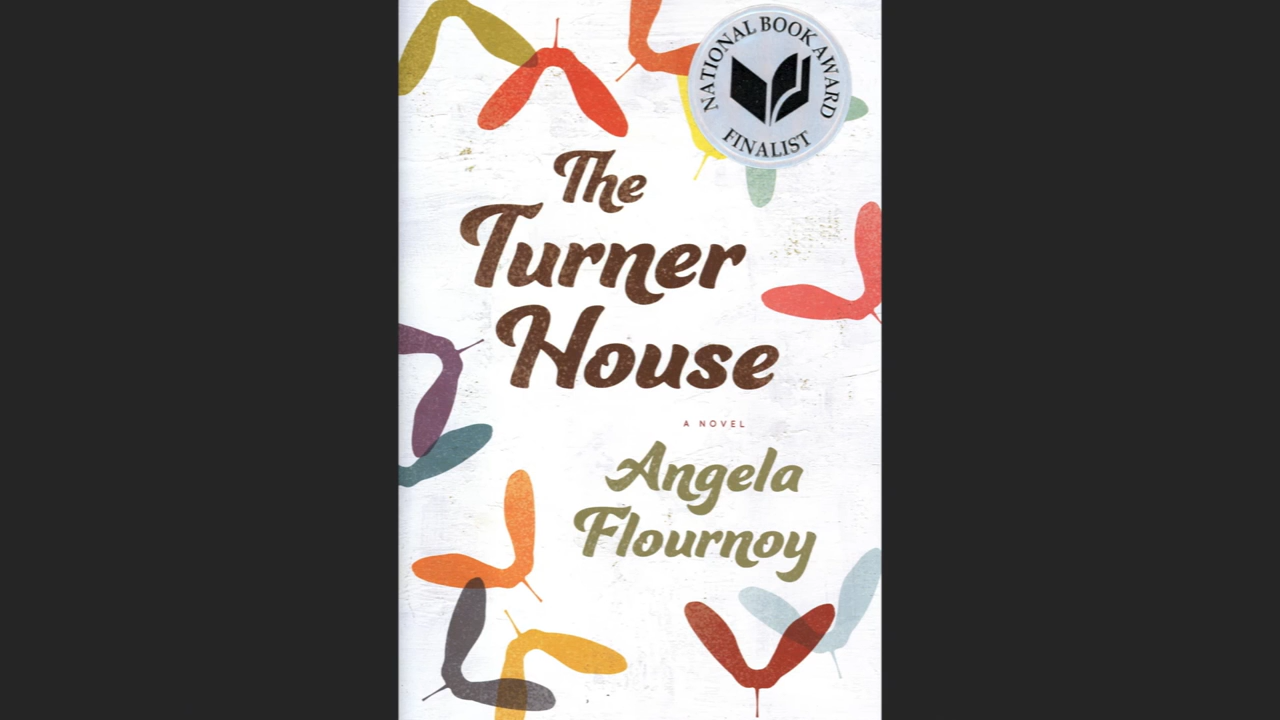 NATIONAL BOOK AWARD
FINALIST
The
Turner
House
A NOVEL
Angela
Flournoy